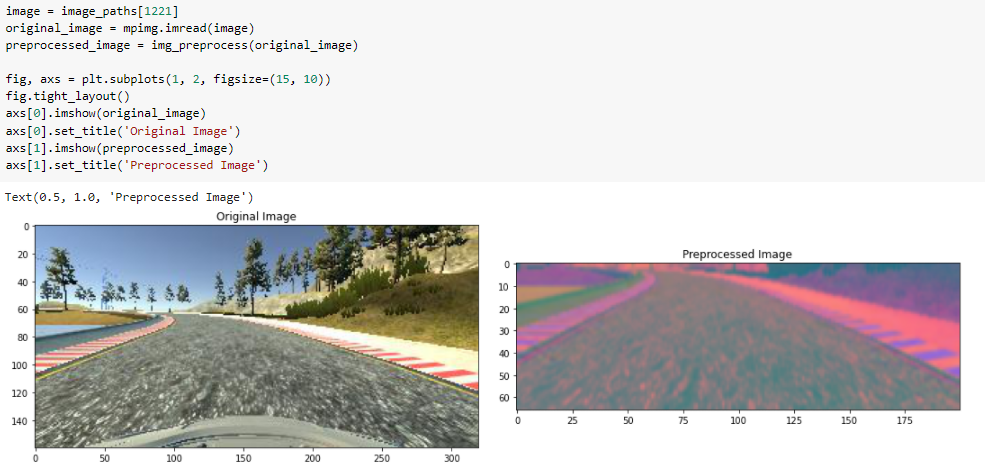 image = image_paths[1221]
original_image = mpimg.imread(image)
preprocessed_image = img_preprocess(original_image)
fig, axs = plt.subplots(1, 2, figsize=(15, 10))
fig.tight_layout()
axs[0].imshow(original_image)
axs[0].set_title('Original Image')
axs[1].imshow(preprocessed_image)
axs[1].set_title('Preprocessed Image')
Text(0.5, 1.0, 'Preprocessed Image')
Original Image
0
20
40
60
80
100
120
140
0 50 100 150 200 250 300
Preprocessed Image
0
10
20
30
40
50
60
0 25 50 75 100 125 150 175